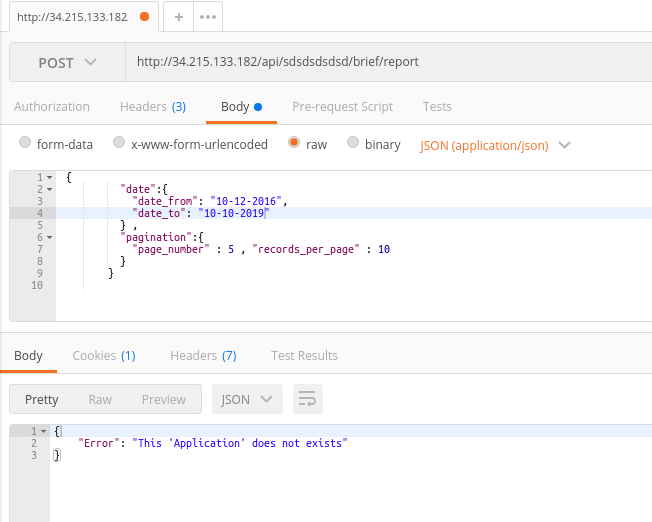 http://34.215.133.182
+ •••
POST http://34.215.133.182/api/sdsdsdsdsd/brief/report
Authorization Headers (3) Body Pre-request Script Tests
form-data x-www-form-urlencoded raw binary JSON (application/json)
1 {
2 "date":{
3 "date_from": "10-12-2016",
4 "date_to": "10-10-2019"
5 } ,
6 "pagination":{
7 "page_number" : 5 , "records_per_page" : 10
8 }
9 }
10
Body Cookies (1) Headers (7) Test Results
Pretty Raw Preview JSON
1 {
2 "Error": "This 'Application' does not exists"
3 }